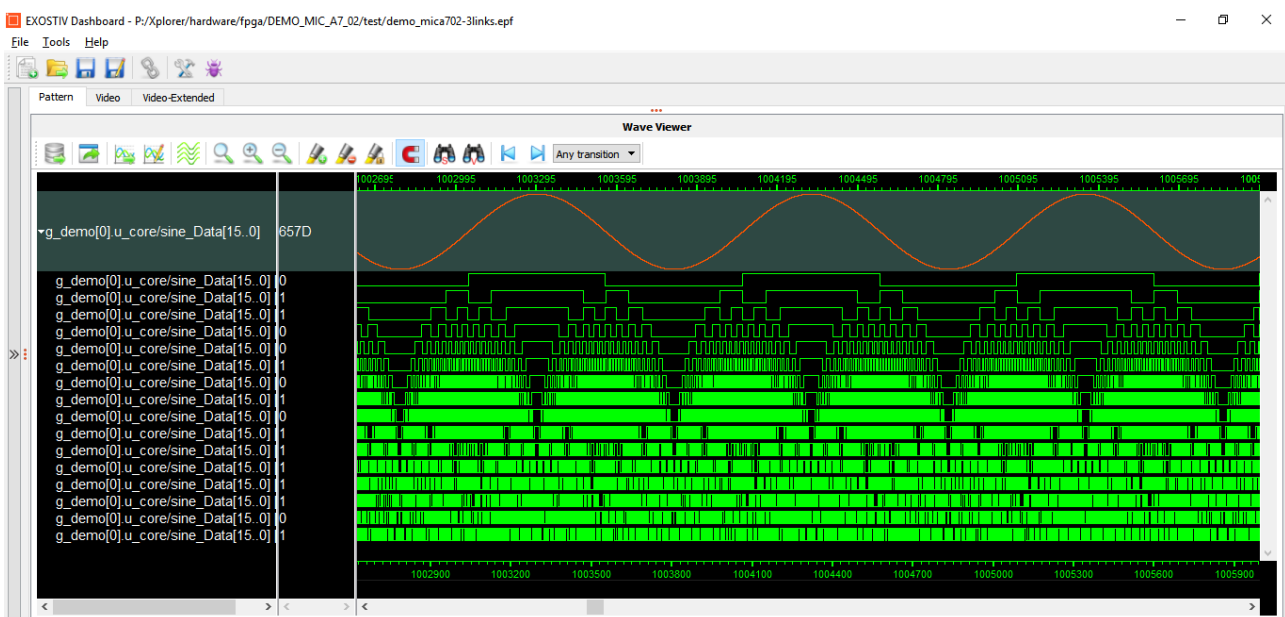 EXOSTIV Dashboard - P:/Xplorer/hardware/fpga/DEMO_MIC_A7_02/test/demo_mica702-3links.epf
File Tools Help
Pattern Video Video-Extended
Wave Viewer
Any transition
1002695 1002995 1003295 1003595 1003895 1004195 1004495 1004795 1005095 1005395 1005695
g_demo[0].u_core/sine_Data[15..0] 657D
g_demo[0].u_core/sine_Data[15..0] 0
g_demo[0].u_core/sine_Data[15..0] 1
g_demo[0].u_core/sine_Data[15..0] 1
g_demo[0].u_core/sine_Data[15..0] 0
g_demo[0].u_core/sine_Data[15..0] 0
g_demo[0].u_core/sine_Data[15..0] 1
g_demo[0].u_core/sine_Data[15..0] 0
g_demo[0].u_core/sine_Data[15..0] 1
g_demo[0].u_core/sine_Data[15..0] 0
g_demo[0].u_core/sine_Data[15..0] 1
g_demo[0].u_core/sine_Data[15..0] 1
g_demo[0].u_core/sine_Data[15..0] 1
g_demo[0].u_core/sine_Data[15..0] 1
g_demo[0].u_core/sine_Data[15..0] 1
g_demo[0].u_core/sine_Data[15..0] 0
g_demo[0].u_core/sine_Data[15..0] 1
1002900 1003200 1003500 1003800 1004100 1004400 1004700 1005000 1005300 1005600 1005900